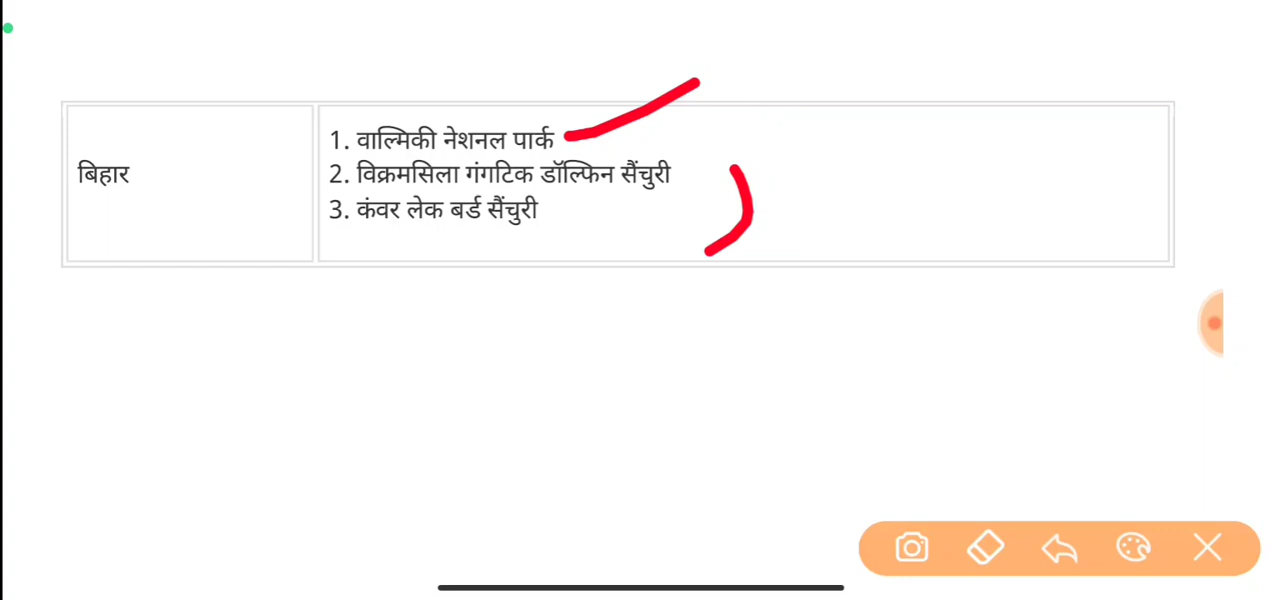 बिहार
1. वाल्मिकी नेशनल पार्क
2. विक्रमसिला गंगटिक डॉल्फिन सैंचुरी
3. कंवर लेक बर्ड सैंचुरी